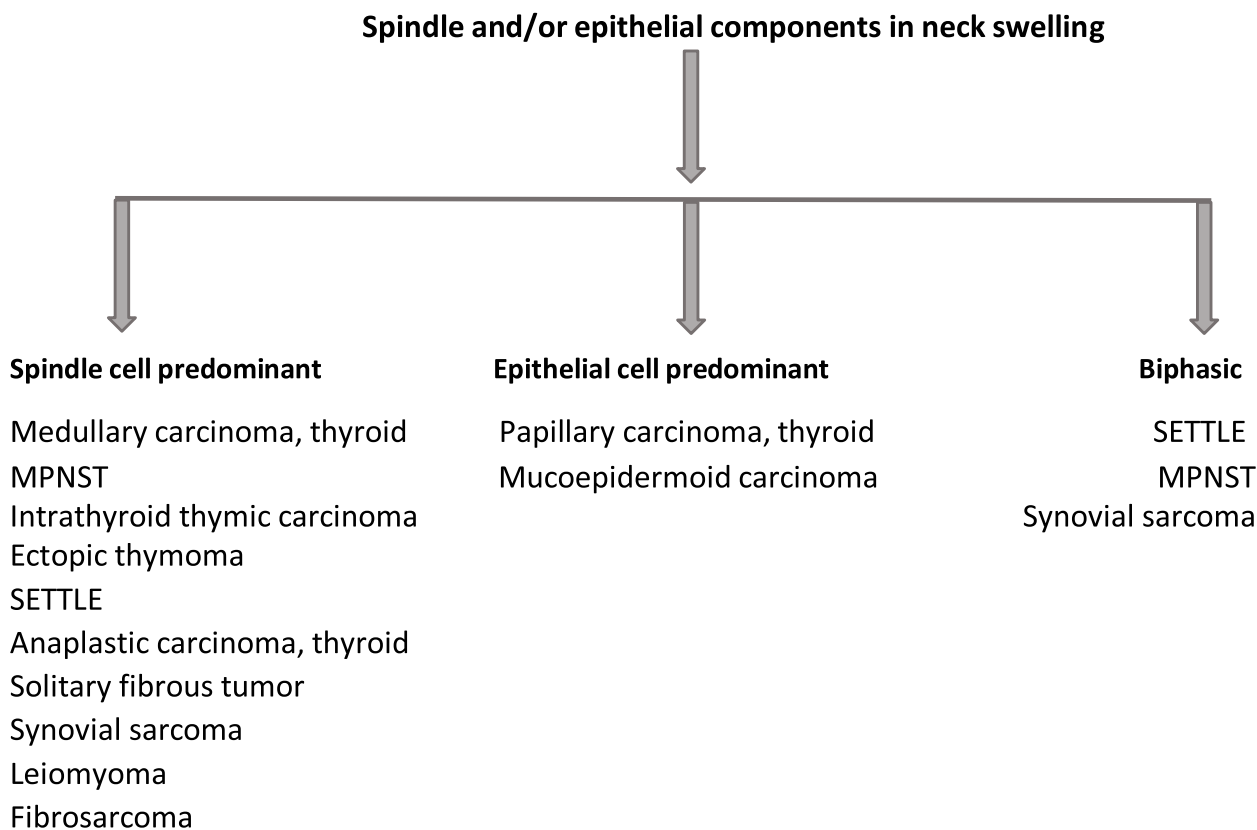 Spindle and/or epithelial components in neck swelling
Spindle cell predominant
Medullary carcinoma, thyroid
MPNST
Intrathyroid thymic carcinoma
Ectopic thymoma
SETTLE
Anaplastic carcinoma, thyroid
Solitary fibrous tumor
Synovial sarcoma
Leiomyoma
Fibrosarcoma
Epithelial cell predominant
Papillary carcinoma, thyroid
Mucoepidermoid carcinoma
Biphasic
SETTLE
MPNST
Synovial sarcoma